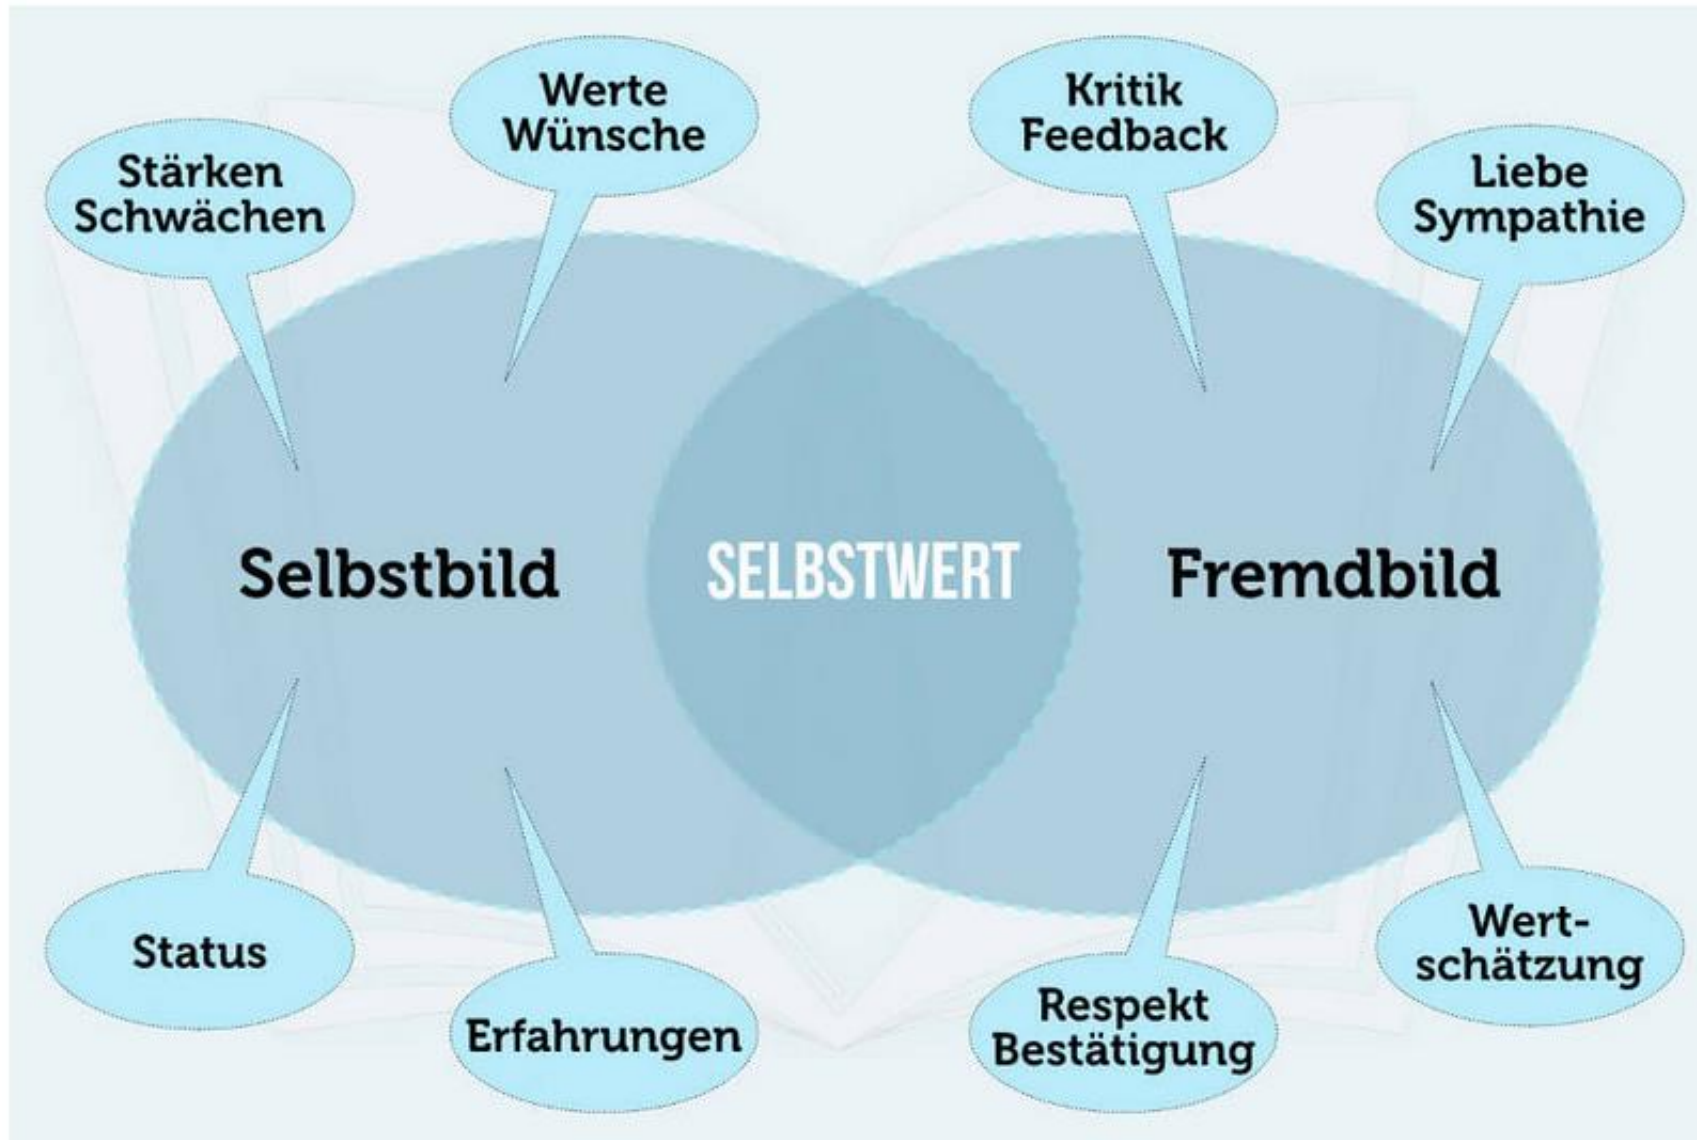 Werte
Wünsche
Kritik
Feedback
Stärken
Schwächen
Liebe
Sympathie
Selbstbild
SELBSTWERT
Fremdbild
Status
Erfahrungen
Respekt
Bestätigung
Wert-
schätzung